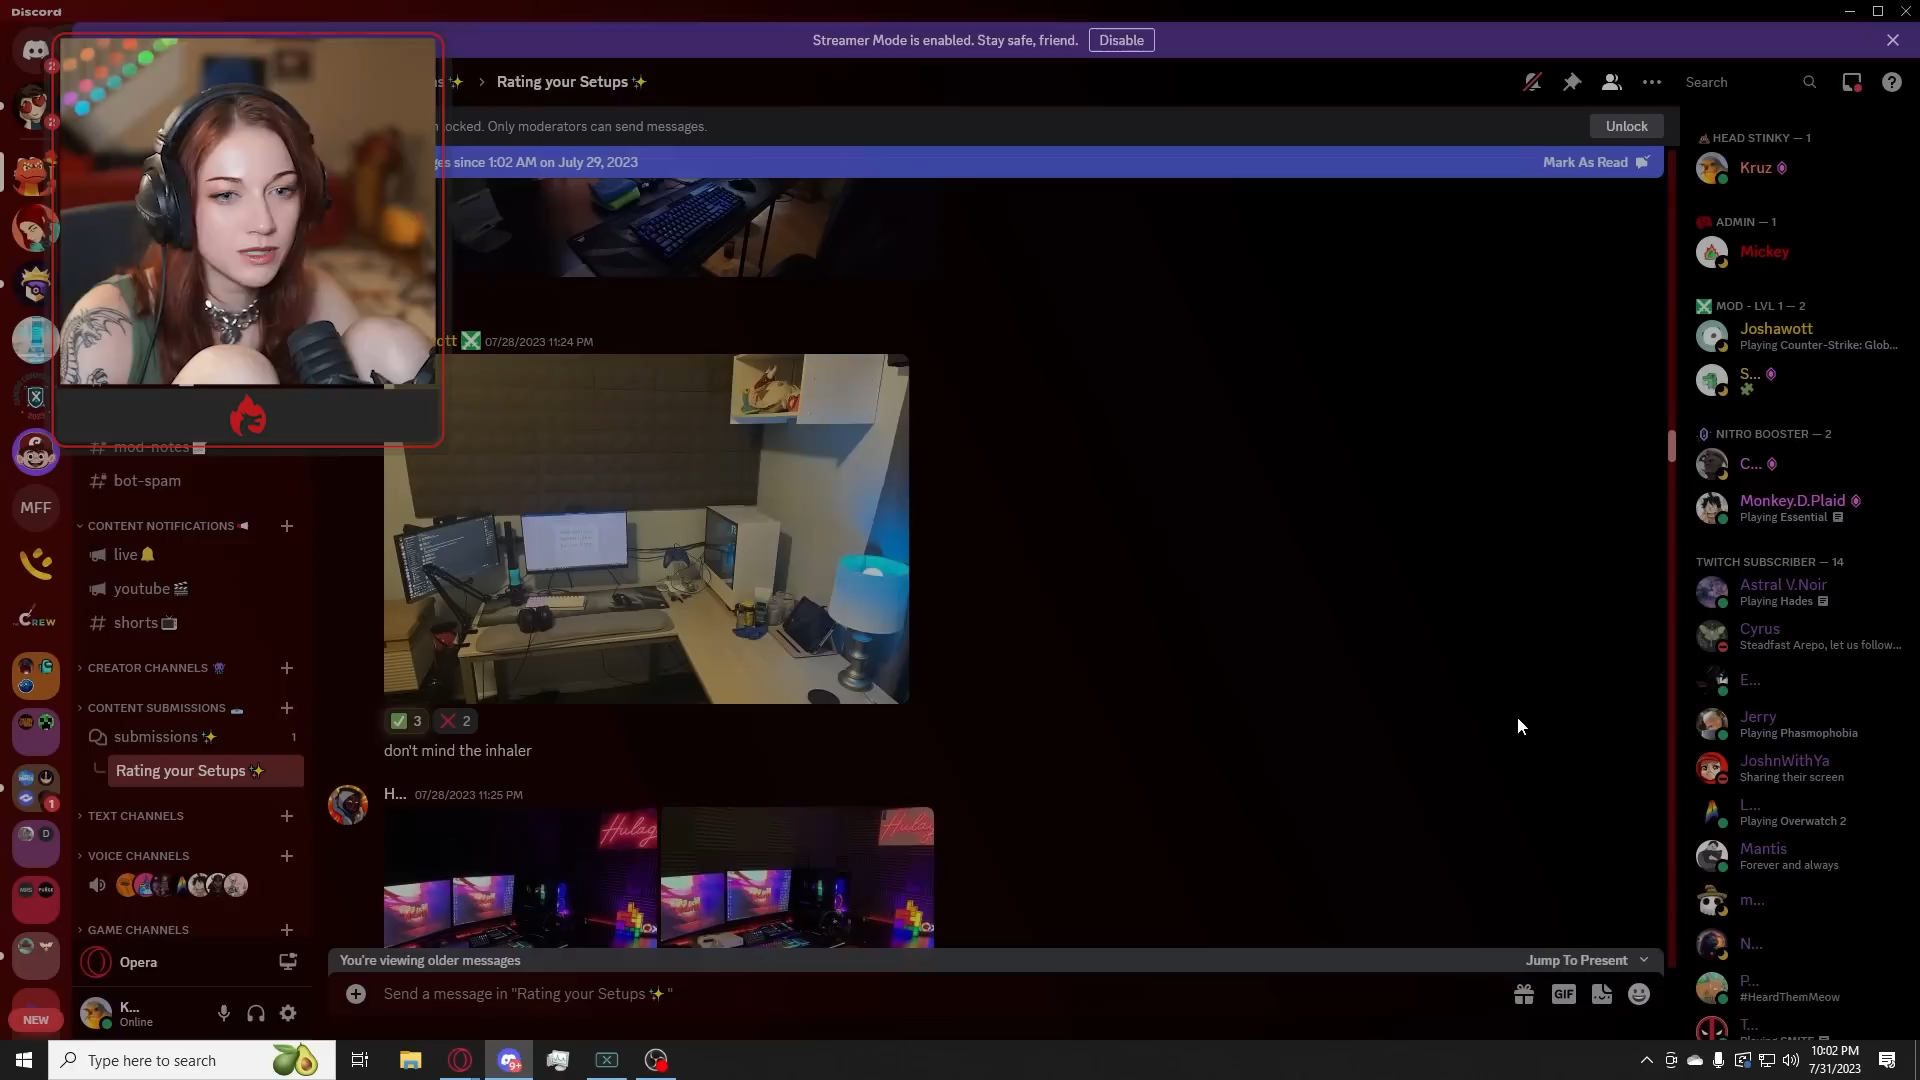 Discord
Streamer Mode is enabled. Stay safe, friend. Disable
Rating your Setups
Search
ocked. Only moderators can send messages.
Unlock
ges since 1:02 AM on July 29, 2023
Mark As Read
HEAD STINKY — 1
Kruz
ADMIN — 1
Mickey
MOD - LVL 1 — 2
Joshawott
Playing Counter-Strike: Glob...
S...
NITRO BOOSTER — 2
C...
Monkey.D.Plaid
Playing Essential
TWITCH SUBSCRIBER — 14
Astral V.Noir
Playing Hades
Cyrus
Steadfast Arepo, let us follow...
E...
Jerry
Playing Phasmophobia
JoshnWithYa
Sharing their screen
L...
Playing Overwatch 2
Mantis
Forever and always
m...
N...
P...
#HeardThemMeow
T...
MFF
CREW
NEW
mod-notes
bot-spam
CONTENT NOTIFICATIONS
live
youtube
shorts
CREATOR CHANNELS
CONTENT SUBMISSIONS
submissions 1
Rating your Setups
TEXT CHANNELS
VOICE CHANNELS
GAME CHANNELS
Opera
K...
Online
ott 07/28/2023 11:24 PM
3 2
don't mind the inhaler
H... 07/28/2023 11:25 PM
You're viewing older messages
Jump To Present
Send a message in "Rating your Setups "
GIF
Type here to search
10:02 PM
7/31/2023